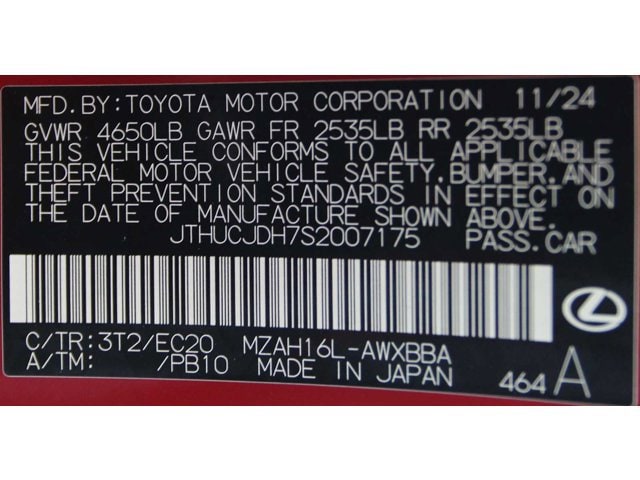 MFD. BY: TOYOTA MOTOR CORPORATION 11/24
GVWR 4650LB GAWR FR 2535LB RR 2535LB
THIS VEHICLE CONFORMS TO ALL APPLICABLE
FEDERAL MOTOR VEHICLE SAFETY, BUMPER, AND
THEFT PREVENTION STANDARDS IN EFFECT ON
THE DATE OF MANUFACTURE SHOWN ABOVE.
JTHUCJDH7S2007175 PASS.CAR
C/TR: 3T2/EC20 MZAH16L-AWXBBA
A/TM: /PB10 MADE IN JAPAN 464 A